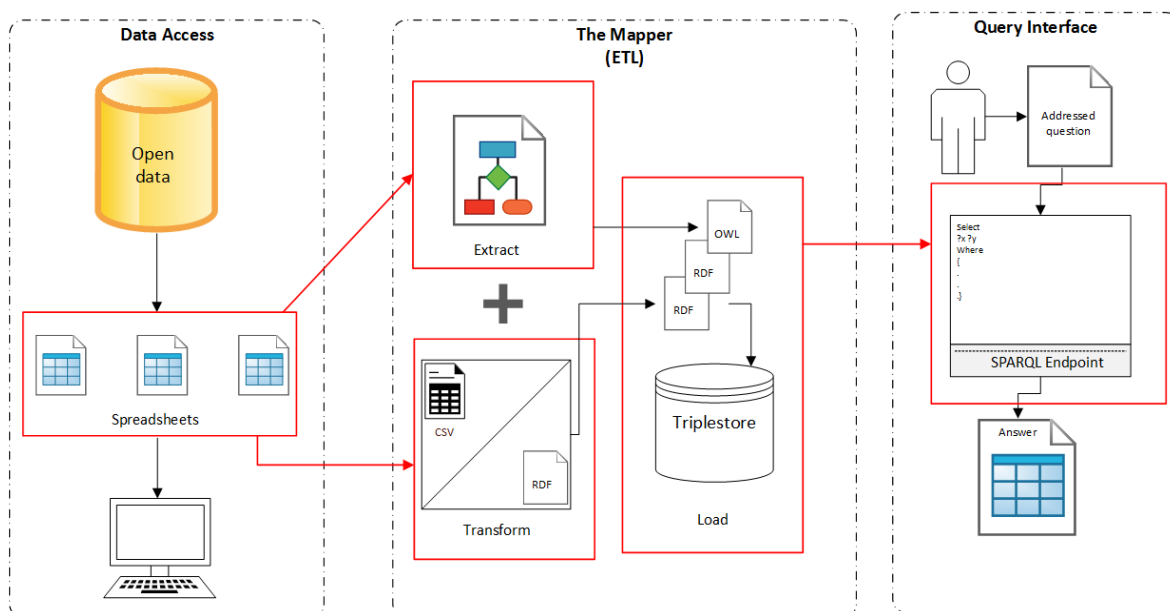 Data Access
Open
data
Spreadsheets
The Mapper
(ETL)
Extract
CSV
RDF
Transform
OWL
RDF
RDF
Triplestore
Load
Query Interface
Addressed
question
Select
?x ?y
Where
{
.
.
.}
SPARQL Endpoint
Answer